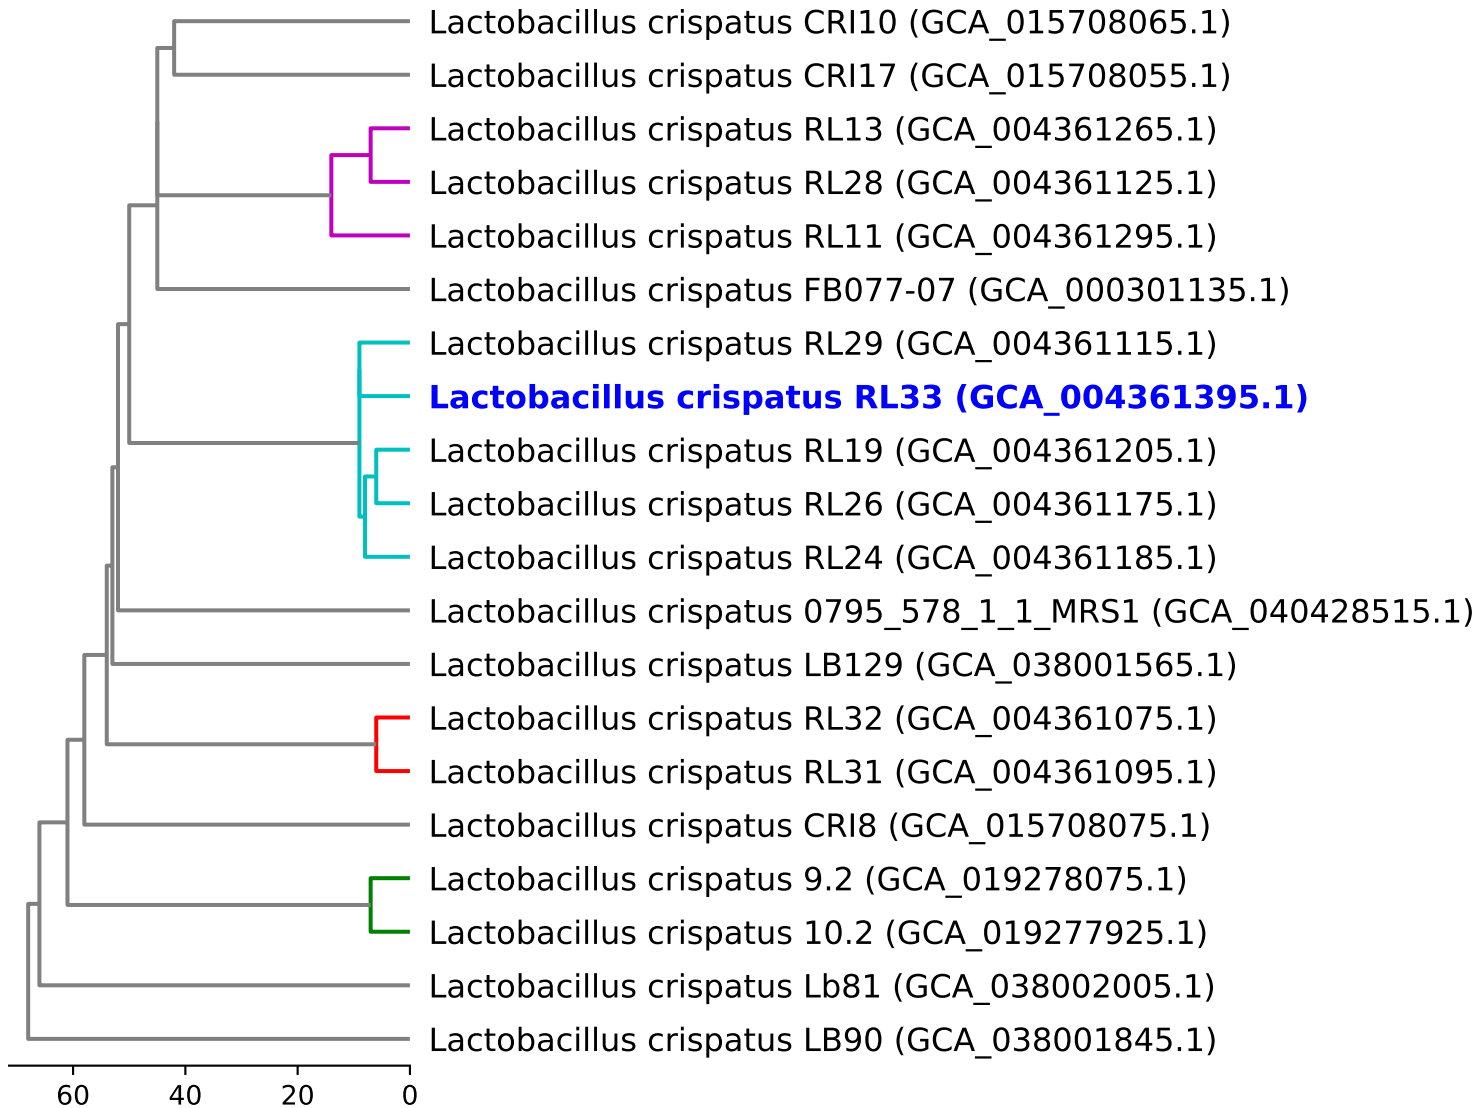 Lactobacillus crispatus CRI10 (GCA_015708065.1)
Lactobacillus crispatus CRI17 (GCA_015708055.1)
Lactobacillus crispatus RL13 (GCA_004361265.1)
Lactobacillus crispatus RL28 (GCA_004361125.1)
Lactobacillus crispatus RL11 (GCA_004361295.1)
Lactobacillus crispatus FB077-07 (GCA_000301135.1)
Lactobacillus crispatus RL29 (GCA_004361115.1)
Lactobacillus crispatus RL33 (GCA_004361395.1)
Lactobacillus crispatus RL19 (GCA_004361205.1)
Lactobacillus crispatus RL26 (GCA_004361175.1)
Lactobacillus crispatus RL24 (GCA_004361185.1)
Lactobacillus crispatus 0795_578_1_1_MRS1 (GCA_040428515.1)
Lactobacillus crispatus LB129 (GCA_038001565.1)
Lactobacillus crispatus RL32 (GCA_004361075.1)
Lactobacillus crispatus RL31 (GCA_004361095.1)
Lactobacillus crispatus CRI8 (GCA_015708075.1)
Lactobacillus crispatus 9.2 (GCA_019278075.1)
Lactobacillus crispatus 10.2 (GCA_019277925.1)
Lactobacillus crispatus Lb81 (GCA_038002005.1)
Lactobacillus crispatus LB90 (GCA_038001845.1)
60 40 20 0